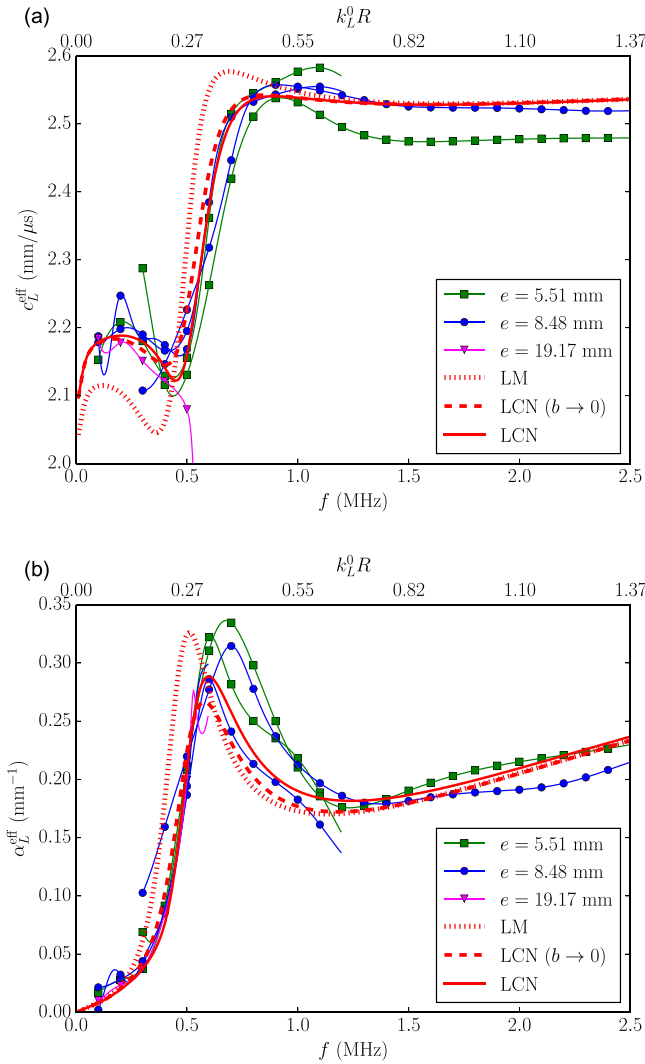 (a)
k_L^0 R
0.00 0.27 0.55 0.82 1.10 1.37
2.6
2.5
2.4
2.3
2.2
2.1
2.0
c_L^eff (mm/μs)
e = 5.51 mm
e = 8.48 mm
e = 19.17 mm
LM
LCN (b → 0)
LCN
0.0 0.5 1.0 1.5 2.0 2.5
f (MHz)
(b)
k_L^0 R
0.00 0.27 0.55 0.82 1.10 1.37
0.35
0.30
0.25
0.20
0.15
0.10
0.05
0.00
α_L^eff (mm⁻¹)
e = 5.51 mm
e = 8.48 mm
e = 19.17 mm
LM
LCN (b → 0)
LCN
0.0 0.5 1.0 1.5 2.0 2.5
f (MHz)